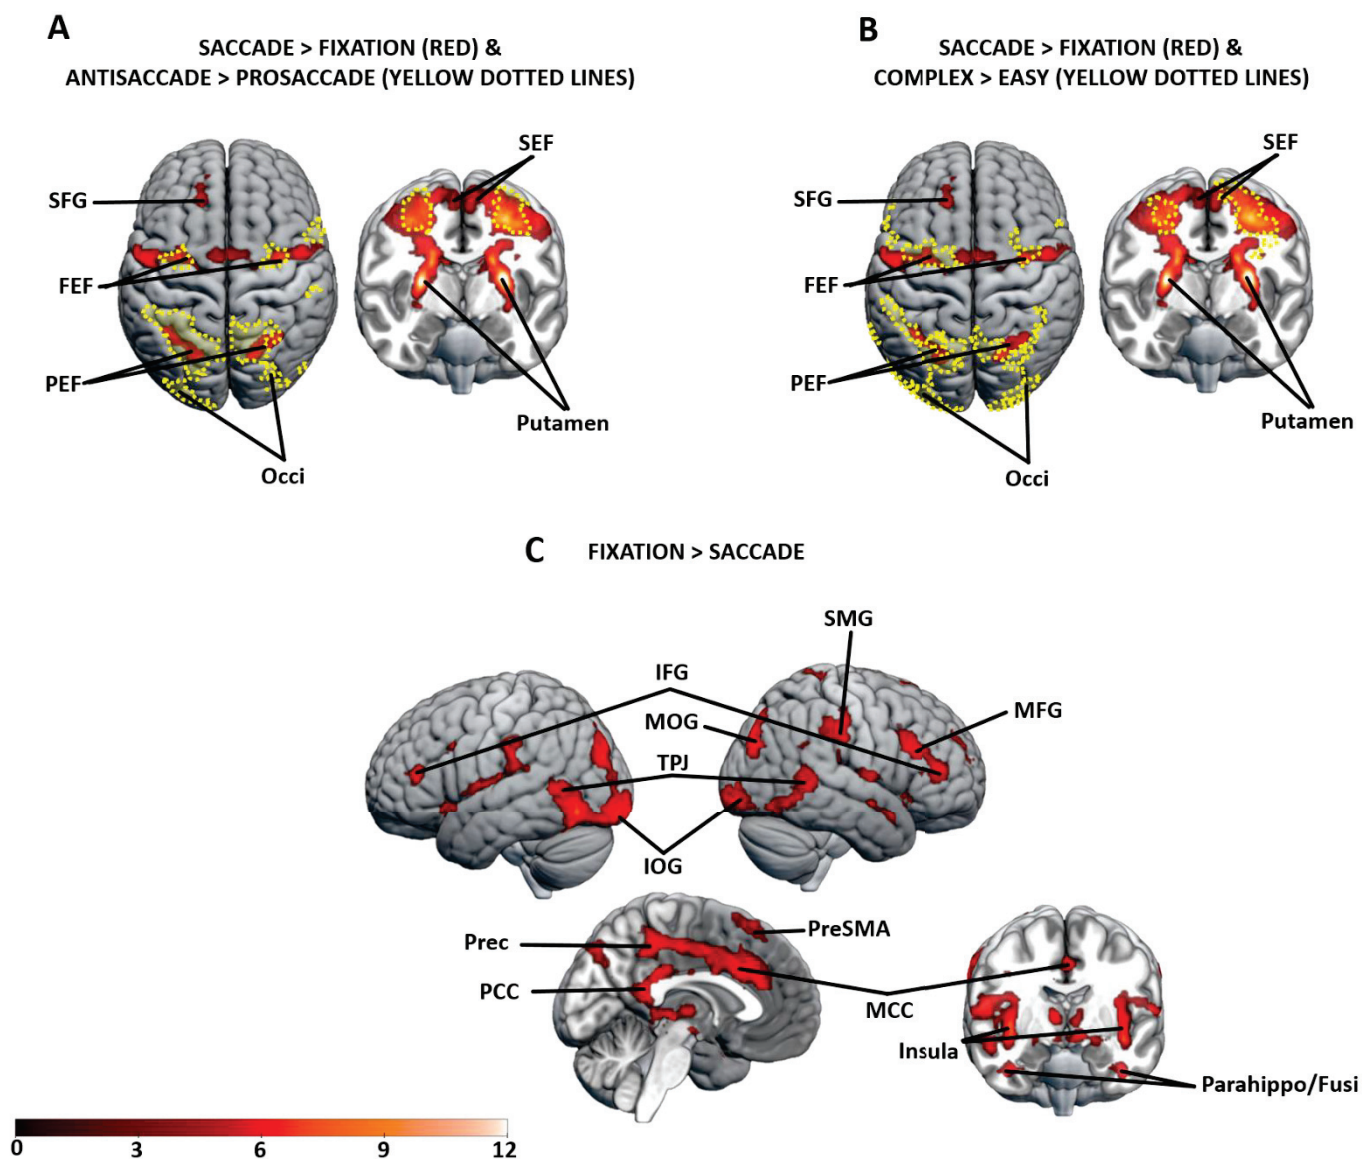 A
SACCADE > FIXATION (RED) &
ANTISACCADE > PROSACCADE (YELLOW DOTTED LINES)
SEF
SFG
FEF
PEF
Putamen
Occi
B
SACCADE > FIXATION (RED) &
COMPLEX > EASY (YELLOW DOTTED LINES)
SEF
SFG
FEF
PEF
Putamen
Occi
C FIXATION > SACCADE
SMG
IFG
MOG
MFG
TPJ
IOG
Prec
PreSMA
PCC
MCC
Insula
Parahippo/Fusi
0 3 6 9 12